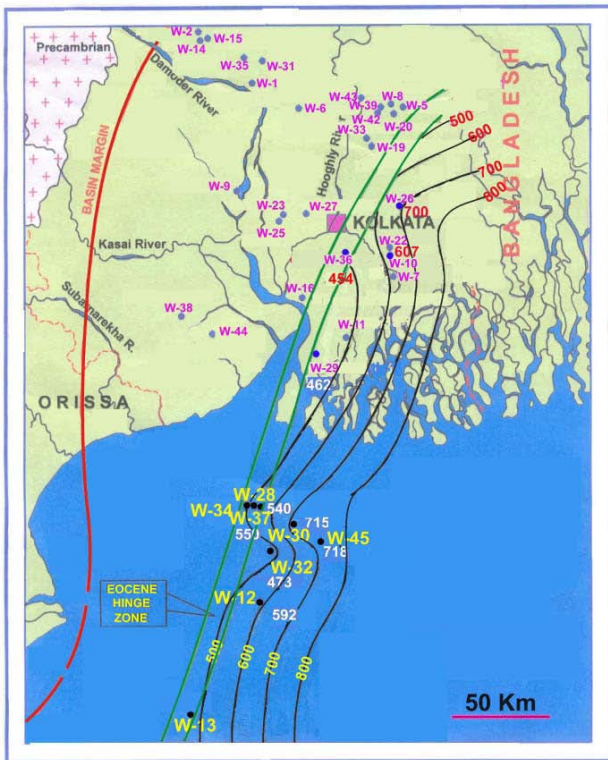 W-2
W-15
W-14
Precambrian
W-35
W-31
Damuder River
W-1
W-43
W-8
W-6
W-39
W-5
W-42
W-20
W-33
W-19
Hooghly River
BANGLADESH
500
600
700
800
BASIN MARGIN
W-9
W-23
W-27
W-25
W-26
700
KOLKATA
Kasai River
W-22
607
W-36
W-10
W-7
454
W-16
Subarnarekha R.
W-38
W-44
W-11
W-29
462
ORISSA
W-28
W-34
540
W-37
715
550
W-30
W-45
718
W-32
473
EOCENE
HINGE
ZONE
W-12
592
500
600
700
800
50 Km
W-13